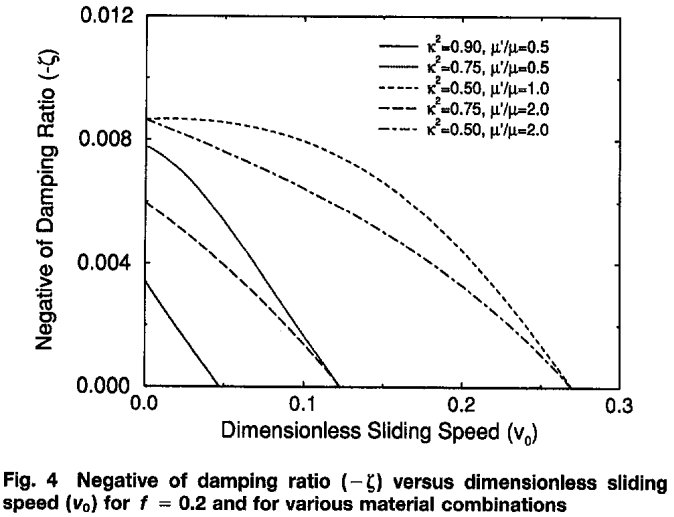 0.012
0.008
0.004
0.000
Negative of Damping Ratio (-ζ)
κ²=0.90, μ'/μ=0.5
κ²=0.75, μ'/μ=0.5
κ²=0.50, μ'/μ=1.0
κ²=0.75, μ'/μ=2.0
κ²=0.50, μ'/μ=2.0
0.0 0.1 0.2 0.3
Dimensionless Sliding Speed (v₀)
Fig. 4 Negative of damping ratio (−ζ) versus dimensionless sliding
speed (v₀) for f = 0.2 and for various material combinations